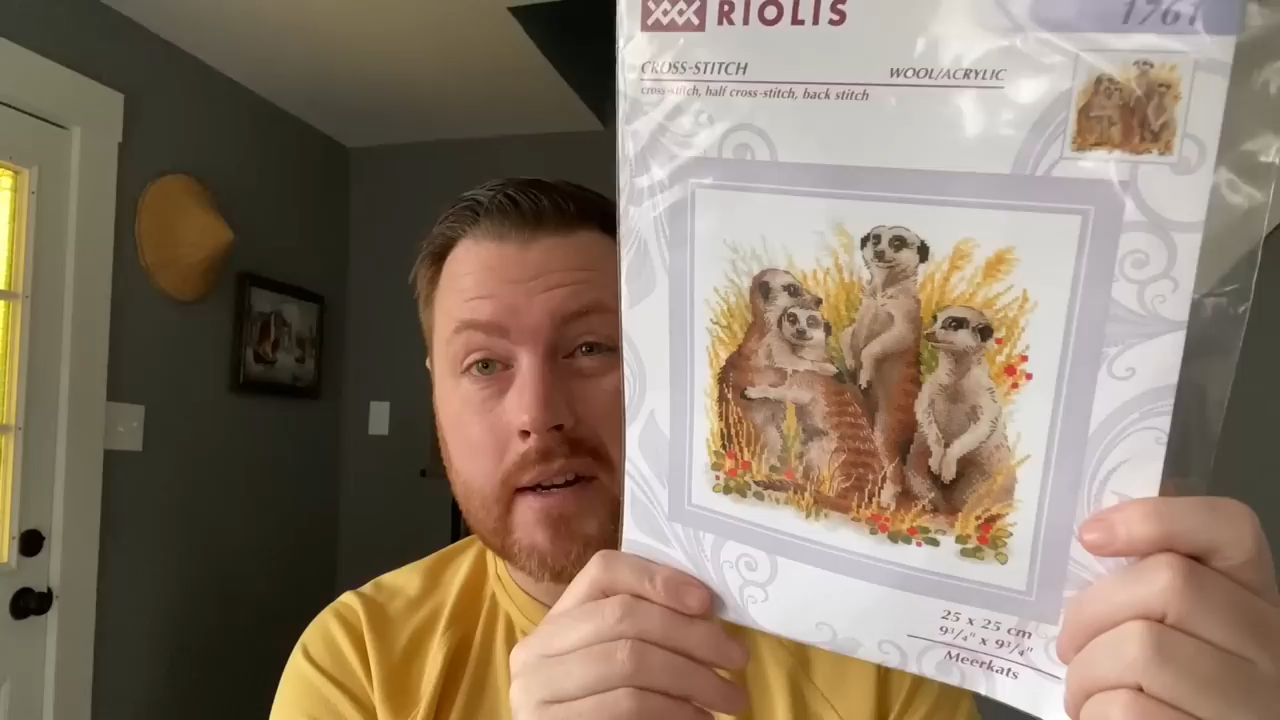 RIOLIS
1761
CROSS-STITCH
WOOL/ACRYLIC
cross-stitch, half cross-stitch, back stitch
25 x 25 cm
9³/₄" x 9³/₄"
Meerkats